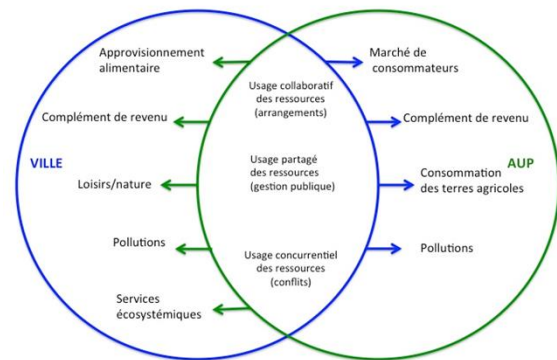 Approvisionnement
alimentaire
Complément de revenu
VILLE
Loisirs/nature
Pollutions
Services
écosystémiques
Usage collaboratif
des ressources
(arrangements)
Usage partagé
des ressources
(gestion publique)
Usage concurrentiel
des ressources
(conflits)
Marché de
consommateurs
Complément de revenu
AUP
Consommation
des terres agricoles
Pollutions